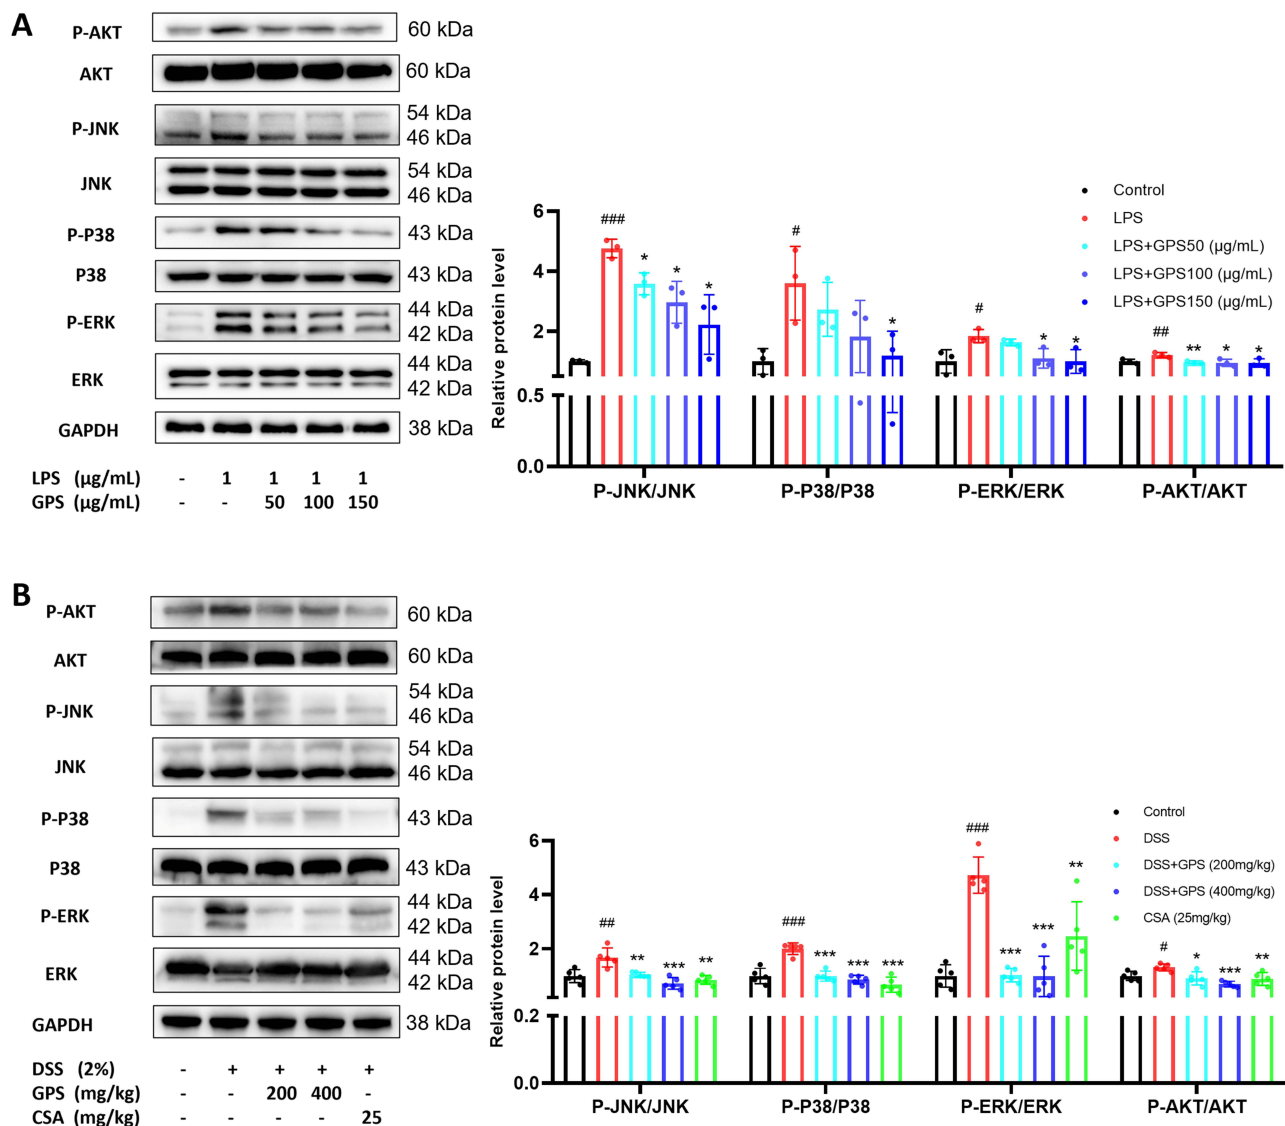 A
P-AKT 60 kDa
AKT 60 kDa
P-JNK 54 kDa
46 kDa
JNK 54 kDa
46 kDa
P-P38 43 kDa
P38 43 kDa
P-ERK 44 kDa
42 kDa
ERK 44 kDa
42 kDa
GAPDH 38 kDa
LPS (µg/mL) - 1 1 1 1
GPS (µg/mL) - - 50 100 150
Control
LPS
LPS+GPS50 (µg/mL)
LPS+GPS100 (µg/mL)
LPS+GPS150 (µg/mL)
Relative protein level
6
4
2
0.5
0.0
### * * *
# *
# * *
## ** * *
P-JNK/JNK P-P38/P38 P-ERK/ERK P-AKT/AKT
B
P-AKT 60 kDa
AKT 60 kDa
P-JNK 54 kDa
46 kDa
JNK 54 kDa
46 kDa
P-P38 43 kDa
P38 43 kDa
P-ERK 44 kDa
42 kDa
ERK 44 kDa
42 kDa
GAPDH 38 kDa
DSS (2%) - + + + +
GPS (mg/kg) - - 200 400 -
CSA (mg/kg) - - - - 25
Control
DSS
DSS+GPS (200mg/kg)
DSS+GPS (400mg/kg)
CSA (25mg/kg)
Relative protein level
6
4
2
0.2
0.0
## ** *** **
### *** *** ***
### *** *** **
# * *** **
P-JNK/JNK P-P38/P38 P-ERK/ERK P-AKT/AKT